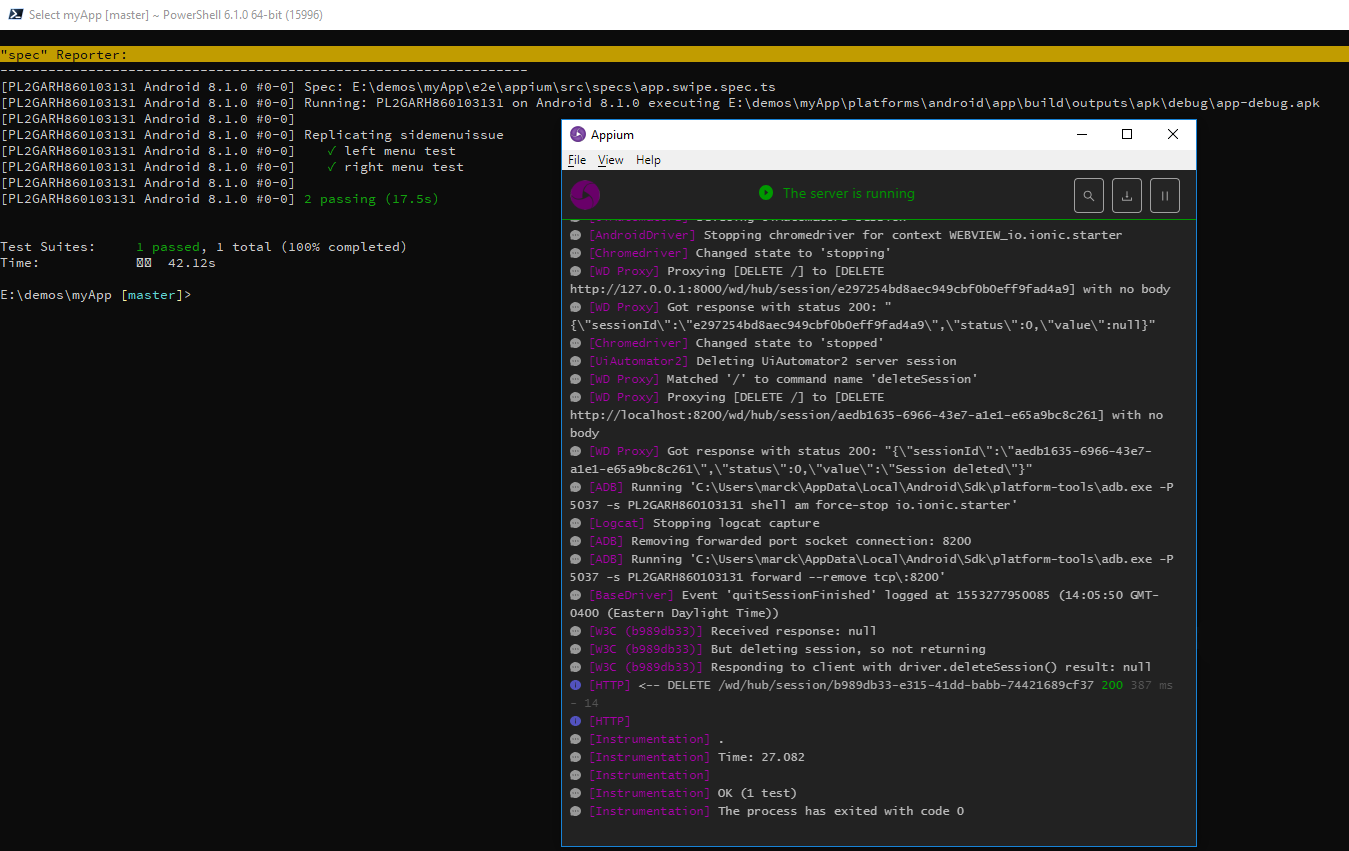 Select myApp [master] ~ PowerShell 6.1.0 64-bit (15996)
"spec" Reporter:
------------------------------------------------------------------
[PL2GARH860103131 Android 8.1.0 #0-0] Spec: E:\demos\myApp\e2e\appium\src\specs\app.swipe.spec.ts
[PL2GARH860103131 Android 8.1.0 #0-0] Running: PL2GARH860103131 on Android 8.1.0 executing E:\demos\myApp\platforms\android\app\build\outputs\apk\debug\app-debug.apk
[PL2GARH860103131 Android 8.1.0 #0-0]
[PL2GARH860103131 Android 8.1.0 #0-0] Replicating sidemenuissue
[PL2GARH860103131 Android 8.1.0 #0-0]    ✓ left menu test
[PL2GARH860103131 Android 8.1.0 #0-0]    ✓ right menu test
[PL2GARH860103131 Android 8.1.0 #0-0]
[PL2GARH860103131 Android 8.1.0 #0-0] 2 passing (17.5s)
Test Suites:     1 passed, 1 total (100% completed)
Time:            42.12s
E:\demos\myApp [master]>
Appium
File View Help
The server is running
[AndroidDriver] Stopping chromedriver for context WEBVIEW_io.ionic.starter
[Chromedriver] Changed state to 'stopping'
[WD Proxy] Proxying [DELETE /] to [DELETE
http://127.0.0.1:8000/wd/hub/session/e297254bd8aec949cbf0b0eff9fad4a9] with no body
[WD Proxy] Got response with status 200: "
{\"sessionId\":\"e297254bd8aec949cbf0b0eff9fad4a9\",\"status\":0,\"value\":null}"
[Chromedriver] Changed state to 'stopped'
[UiAutomator2] Deleting UiAutomator2 server session
[WD Proxy] Matched '/' to command name 'deleteSession'
[WD Proxy] Proxying [DELETE /] to [DELETE
http://localhost:8200/wd/hub/session/aedb1635-6966-43e7-a1e1-e65a9bc8c261] with no
body
[WD Proxy] Got response with status 200: "{\"sessionId\":\"aedb1635-6966-43e7-
a1e1-e65a9bc8c261\",\"status\":0,\"value\":\"Session deleted\"}"
[ADB] Running 'C:\Users\marck\AppData\Local\Android\Sdk\platform-tools\adb.exe -P
5037 -s PL2GARH860103131 shell am force-stop io.ionic.starter'
[Logcat] Stopping logcat capture
[ADB] Removing forwarded port socket connection: 8200
[ADB] Running 'C:\Users\marck\AppData\Local\Android\Sdk\platform-tools\adb.exe -P
5037 -s PL2GARH860103131 forward --remove tcp\:8200'
[BaseDriver] Event 'quitSessionFinished' logged at 1553277950085 (14:05:50 GMT-
0400 (Eastern Daylight Time))
[W3C (b989db33)] Received response: null
[W3C (b989db33)] But deleting session, so not returning
[W3C (b989db33)] Responding to client with driver.deleteSession() result: null
[HTTP] <-- DELETE /wd/hub/session/b989db33-e315-41dd-babb-74421689cf37 200 387 ms
- 14
[HTTP]
[Instrumentation] .
[Instrumentation] Time: 27.082
[Instrumentation]
[Instrumentation] OK (1 test)
[Instrumentation] The process has exited with code 0